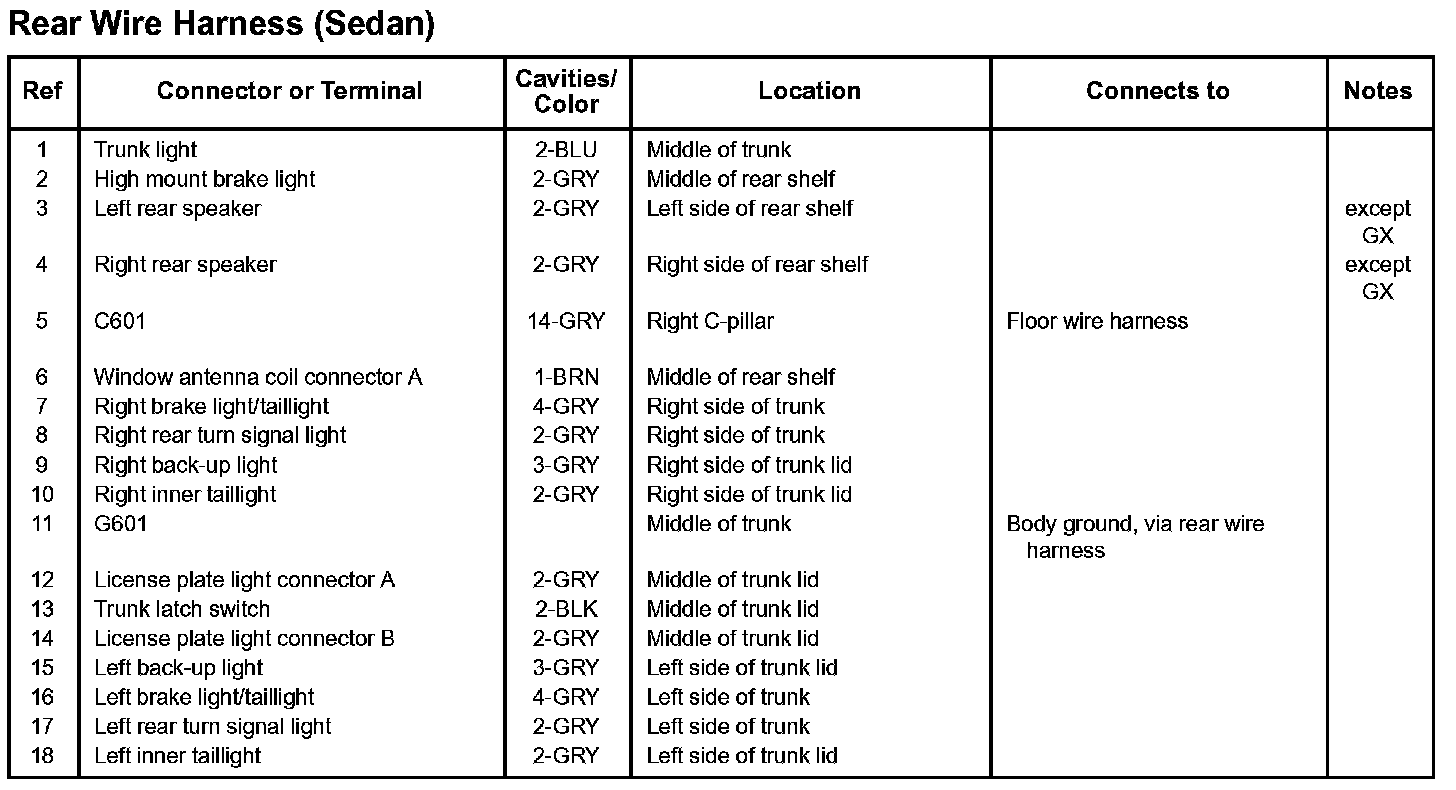 Rear Wire Harness (Sedan)
Ref Connector or Terminal Cavities/ Color Location Connects to Notes
1 Trunk light 2-BLU Middle of trunk
2 High mount brake light 2-GRY Middle of rear shelf
3 Left rear speaker 2-GRY Left side of rear shelf except
GX
4 Right rear speaker 2-GRY Right side of rear shelf except
GX
5 C601 14-GRY Right C-pillar Floor wire harness
6 Window antenna coil connector A 1-BRN Middle of rear shelf
7 Right brake light/taillight 4-GRY Right side of trunk
8 Right rear turn signal light 2-GRY Right side of trunk
9 Right back-up light 3-GRY Right side of trunk lid
10 Right inner taillight 2-GRY Right side of trunk lid
11 G601 Middle of trunk Body ground, via rear wire
harness
12 License plate light connector A 2-GRY Middle of trunk lid
13 Trunk latch switch 2-BLK Middle of trunk lid
14 License plate light connector B 2-GRY Middle of trunk lid
15 Left back-up light 3-GRY Left side of trunk lid
16 Left brake light/taillight 4-GRY Left side of trunk
17 Left rear turn signal light 2-GRY Left side of trunk
18 Left inner taillight 2-GRY Left side of trunk lid